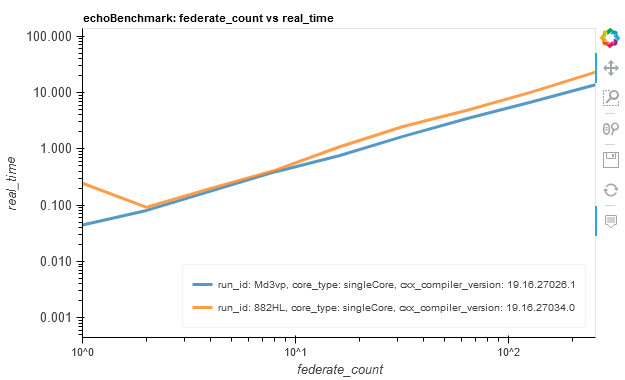 echoBenchmark: federate_count vs real_time
100.000
10.000
1.000
0.100
0.010
0.001
real_time
run_id: Md3vp, core_type: singleCore, cxx_compiler_version: 19.16.27026.1
run_id: 882HL, core_type: singleCore, cxx_compiler_version: 19.16.27034.0
10^0
10^1
10^2
federate_count